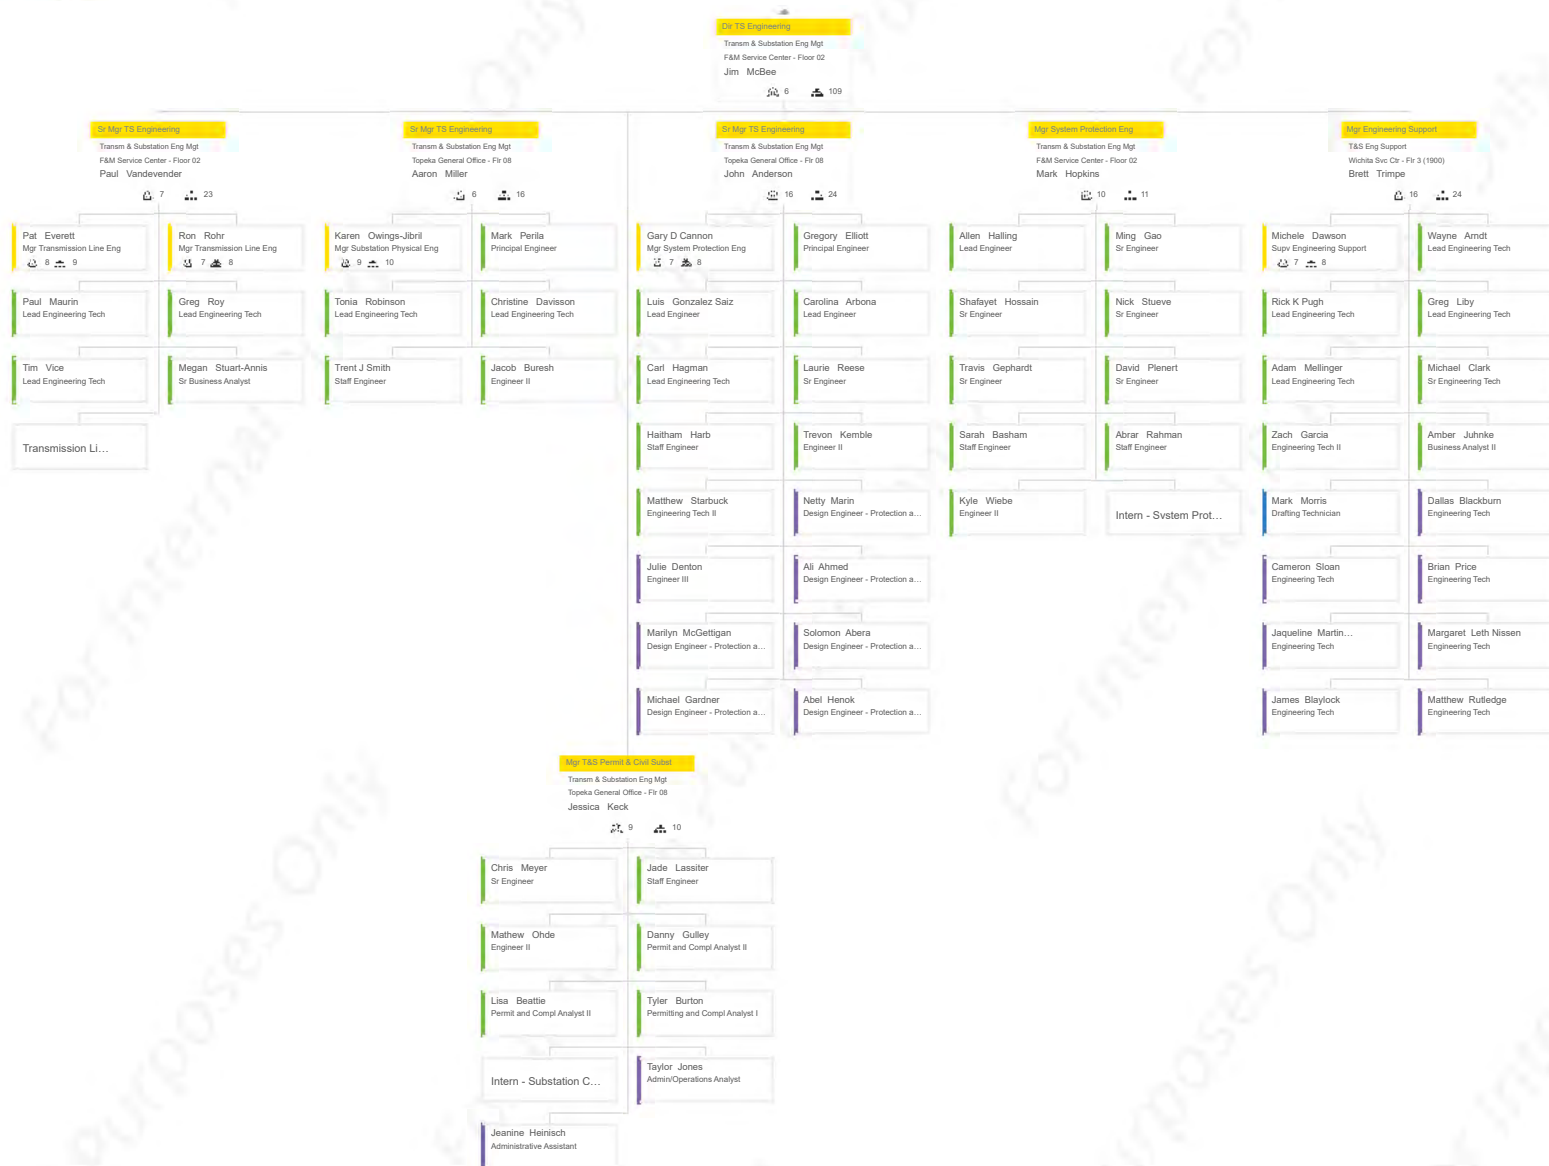 Dir TS Engineering
Transm & Substation Eng Mgt
F&M Service Center - Floor 02
Jim McBee
6 109
Sr Mgr TS Engineering
Transm & Substation Eng Mgt
F&M Service Center - Floor 02
Paul Vandevender
7 23
Pat Everett
Mgr Transmission Line Eng
8 9
Ron Rohr
Mgr Transmission Line Eng
7 8
Paul Maurin
Lead Engineering Tech
Greg Roy
Lead Engineering Tech
Tim Vice
Lead Engineering Tech
Megan Stuart-Annis
Sr Business Analyst
Transmission Li...
Sr Mgr TS Engineering
Transm & Substation Eng Mgt
Topeka General Office - Flr 08
Aaron Miller
6 16
Karen Owings-Jibril
Mgr Substation Physical Eng
9 10
Mark Perila
Principal Engineer
Tonia Robinson
Lead Engineering Tech
Christine Davisson
Lead Engineering Tech
Trent J Smith
Staff Engineer
Jacob Buresh
Engineer II
Sr Mgr TS Engineering
Transm & Substation Eng Mgt
Topeka General Office - Flr 08
John Anderson
16 24
Gary D Cannon
Mgr System Protection Eng
7 8
Gregory Elliott
Principal Engineer
Luis Gonzalez Saiz
Lead Engineer
Carolina Arbona
Lead Engineer
Carl Hagman
Lead Engineering Tech
Laurie Reese
Sr Engineer
Haitham Harb
Staff Engineer
Trevon Kemble
Engineer II
Matthew Starbuck
Engineering Tech II
Netty Marin
Design Engineer - Protection a...
Julie Denton
Engineer III
Ali Ahmed
Design Engineer - Protection a...
Marilyn McGettigan
Design Engineer - Protection a...
Solomon Abera
Design Engineer - Protection a...
Michael Gardner
Design Engineer - Protection a...
Abel Henok
Design Engineer - Protection a...
Mgr System Protection Eng
Transm & Substation Eng Mgt
F&M Service Center - Floor 02
Mark Hopkins
10 11
Allen Halling
Lead Engineer
Ming Gao
Sr Engineer
Shafayet Hossain
Sr Engineer
Nick Stueve
Sr Engineer
Travis Gephardt
Sr Engineer
David Plenert
Sr Engineer
Sarah Basham
Staff Engineer
Abrar Rahman
Staff Engineer
Kyle Wiebe
Engineer II
Intern - System Prot...
Mgr Engineering Support
T&S Eng Support
Wichita Svc Ctr - Flr 3 (1900)
Brett Trimpe
16 24
Michele Dawson
Supv Engineering Support
7 8
Wayne Arndt
Lead Engineering Tech
Rick K Pugh
Lead Engineering Tech
Greg Liby
Lead Engineering Tech
Adam Mellinger
Lead Engineering Tech
Michael Clark
Sr Engineering Tech
Zach Garcia
Engineering Tech II
Amber Juhnke
Business Analyst II
Mark Morris
Drafting Technician
Dallas Blackburn
Engineering Tech
Cameron Sloan
Engineering Tech
Brian Price
Engineering Tech
Jaqueline Martin...
Engineering Tech
Margaret Leth Nissen
Engineering Tech
James Blaylock
Engineering Tech
Matthew Rutledge
Engineering Tech
Mgr T&S Permit & Civil Subst
Transm & Substation Eng Mgt
Topeka General Office - Flr 08
Jessica Keck
9 10
Chris Meyer
Sr Engineer
Jade Lassiter
Staff Engineer
Mathew Ohde
Engineer II
Danny Gulley
Permit and Compl Analyst II
Lisa Beattie
Permit and Compl Analyst II
Tyler Burton
Permitting and Compl Analyst I
Intern - Substation C...
Taylor Jones
Admin/Operations Analyst
Jeanine Heinisch
Administrative Assistant
For Internal Purposes Only